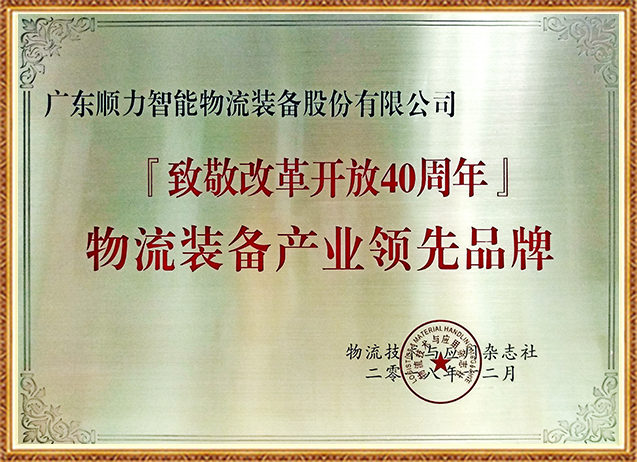 广东顺力智能物流装备股份有限公司
『致敬改革开放40周年』
物流装备产业领先品牌
物流技术与应用杂志社
二零一八年十二月